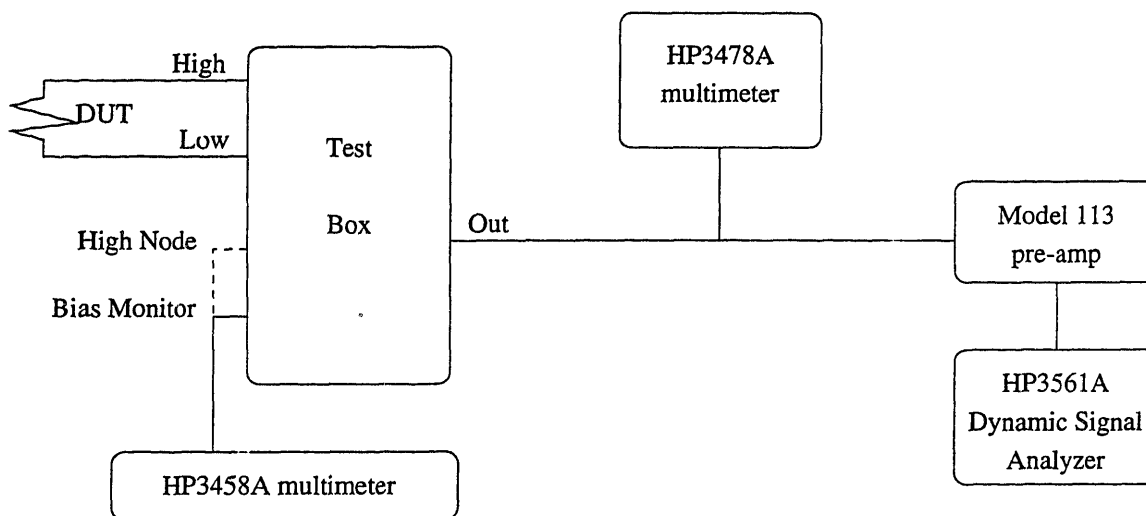 High
DUT
Low
Test
Box
High Node
Bias Monitor
Out
HP3478A
multimeter
Model 113
pre-amp
HP3561A
Dynamic Signal
Analyzer
HP3458A multimeter